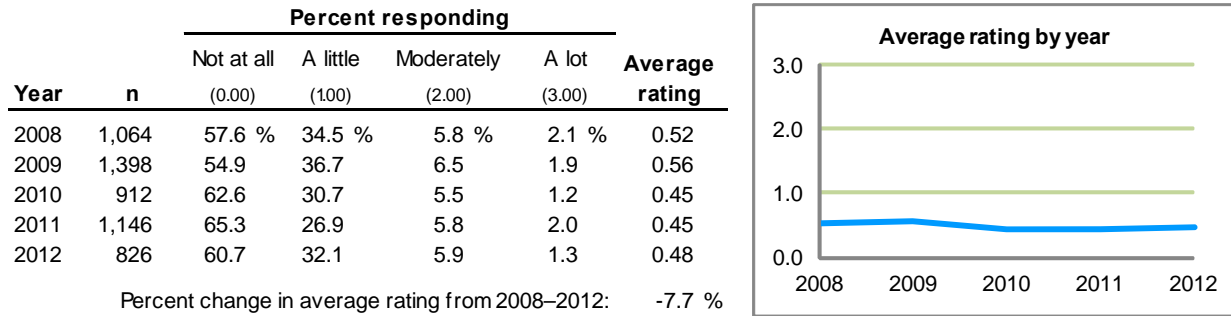 Percent responding
Not at all A little Moderately A lot Average
Year n (0.00) (1.00) (2.00) (3.00) rating
2008 1,064 57.6 % 34.5 % 5.8 % 2.1 % 0.52
2009 1,398 54.9 36.7 6.5 1.9 0.56
2010 912 62.6 30.7 5.5 1.2 0.45
2011 1,146 65.3 26.9 5.8 2.0 0.45
2012 826 60.7 32.1 5.9 1.3 0.48
Percent change in average rating from 2008–2012: -7.7 %
Average rating by year
3.0
2.0
1.0
0.0
2008 2009 2010 2011 2012